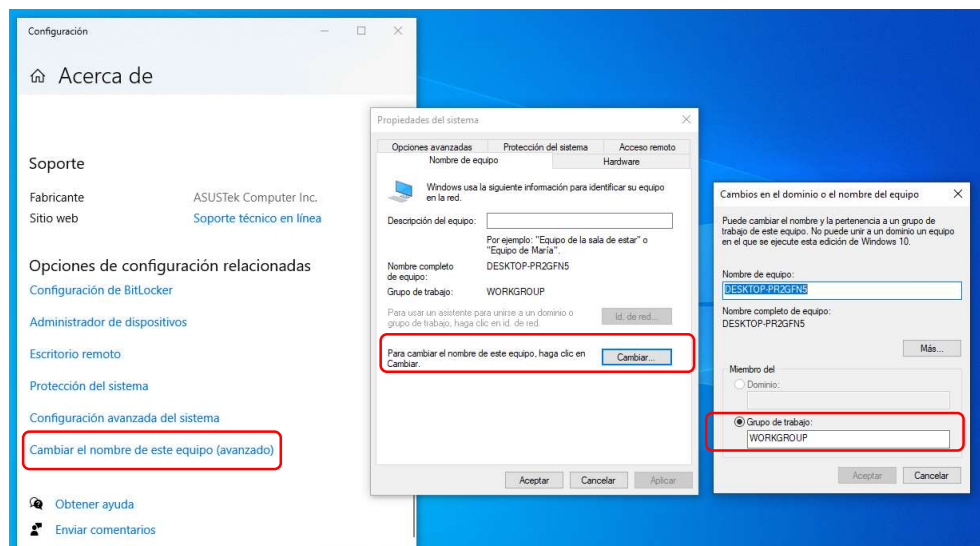 Configuración
Acerca de
Soporte
Fabricante ASUSTek Computer Inc.
Sitio web Soporte técnico en línea
Opciones de configuración relacionadas
Configuración de BitLocker
Administrador de dispositivos
Escritorio remoto
Protección del sistema
Configuración avanzada del sistema
Cambiar el nombre de este equipo (avanzado)
Obtener ayuda
Enviar comentarios
Propiedades del sistema
Opciones avanzadas Protección del sistema Acceso remoto
Nombre de equipo Hardware
Windows usa la siguiente información para identificar su equipo
en la red.
Descripción del equipo:
Por ejemplo: "Equipo de la sala de estar" o
"Equipo de María".
Nombre completo DESKTOP-PR2GFN5
de equipo:
Grupo de trabajo: WORKGROUP
Para usar un asistente para unirse a un dominio o
grupo de trabajo, haga clic en id. de red.
Id. de red...
Para cambiar el nombre de este equipo, haga clic en
Cambiar.
Cambiar...
Aceptar Cancelar Aplicar
Cambios en el dominio o el nombre del equipo
Puede cambiar el nombre y la pertenencia a un grupo de
trabajo de este equipo. No puede unir a un dominio un equipo
en el que se ejecute esta edición de Windows 10.
Nombre de equipo:
DESKTOP-PR2GFN5
Nombre completo de equipo:
DESKTOP-PR2GFN5
Más...
Miembro del
Dominio:
Grupo de trabajo:
WORKGROUP
Aceptar Cancelar